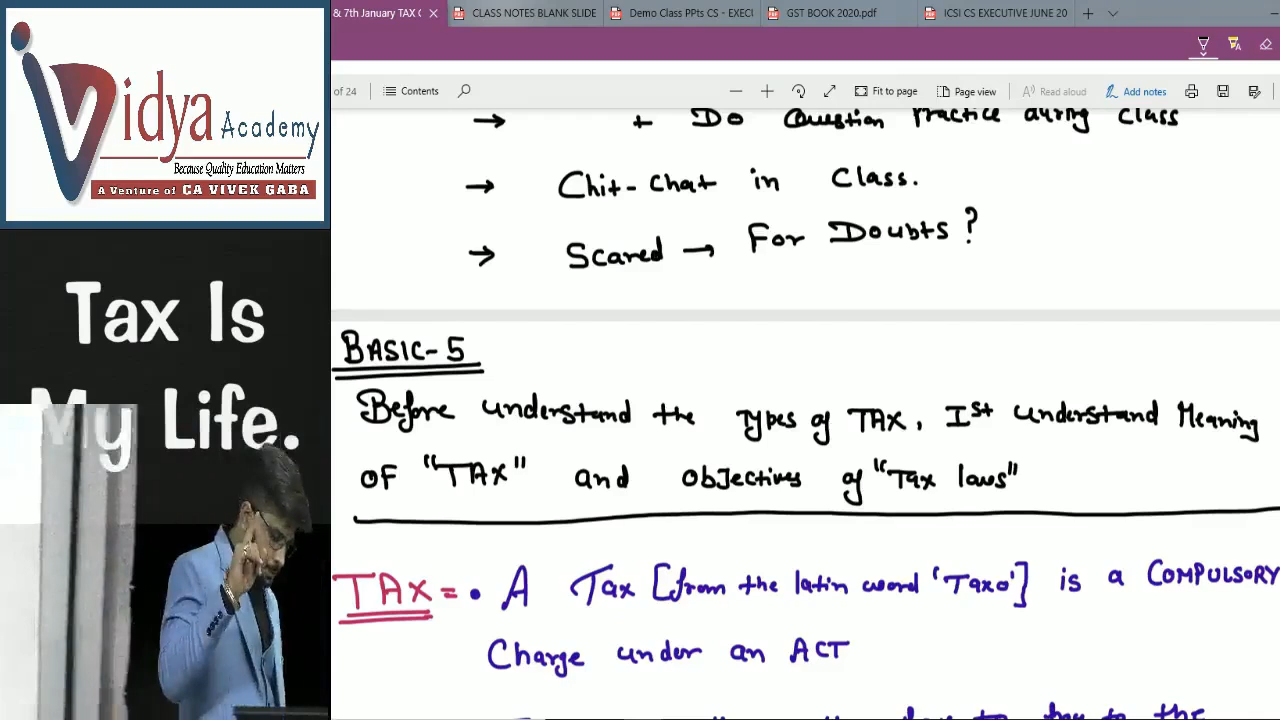 & 7th January TAX C
CLASS NOTES BLANK SLIDE
Demo Class PPTs CS - EXECU
GST BOOK 2020.pdf
ICSI CS EXECUTIVE JUNE 20
of 24
Contents
Fit to page
Page view
Read aloud
Add notes
Vidya Academy
Because Quality Education Matters
A Venture of CA VIVEK GABA
Tax Is
My Life.
→ + Do Question Practice during Class
→ Chit-Chat in Class.
→ Scared → For Doubts?
BASIC-5
Before understand the Types of TAX, Ist understand Meaning
OF "TAX" and objectives of "Tax laws"
TAX = • A Tax [from the latin word 'Taxo'] is a COMPULSORY
Charge under an ACT